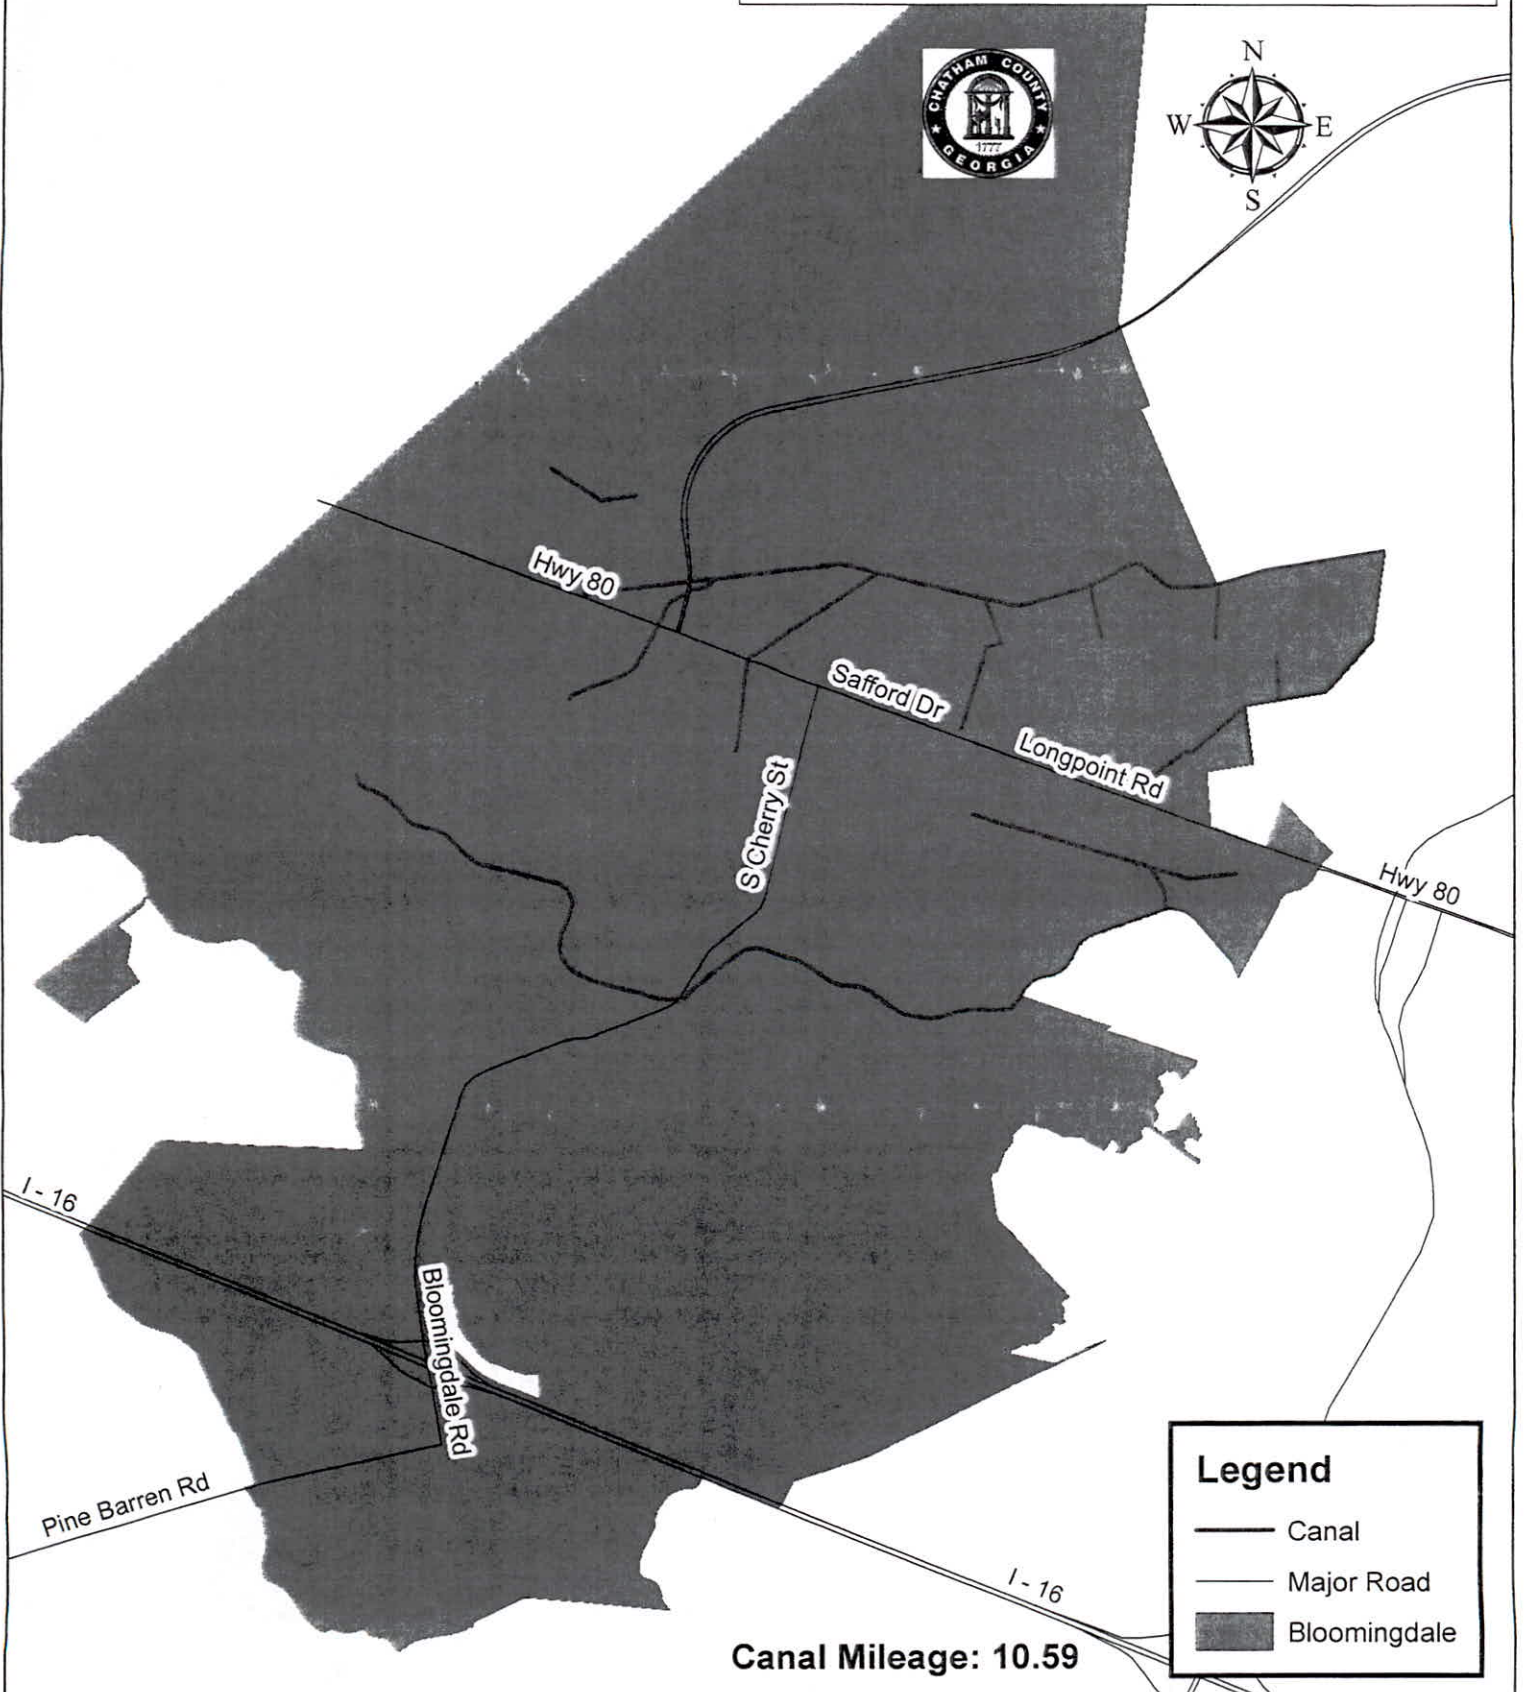 CHATHAM COUNTY
GEORGIA
1777
N
W
E
S
Hwy 80
Safford Dr
Longpoint Rd
S Cherry St
Hwy 80
I - 16
Bloomingdale Rd
Pine Barren Rd
I - 16
Legend
Canal
Major Road
Bloomingdale
Canal Mileage: 10.59